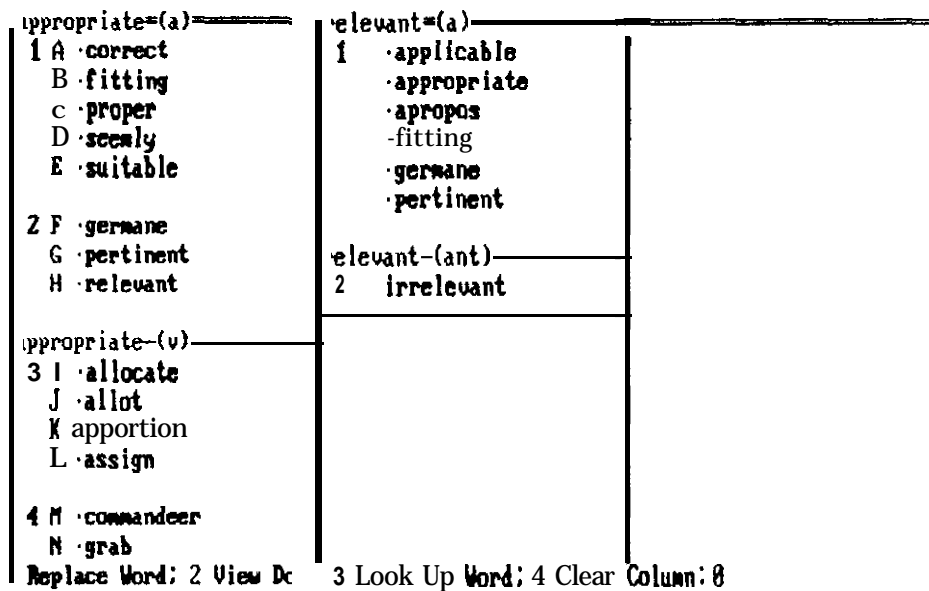 ppropriate=(a)
1 A ·correct
B ·fitting
c ·proper
D ·seemly
E ·suitable
2 F ·germane
G ·pertinent
H ·relevant
ppropriate-(v)
3 I ·allocate
J ·allot
K apportion
L ·assign
4 M ·commandeer
N ·grab
elevant=(a)
1 ·applicable
·appropriate
·apropos
-fitting
·germane
·pertinent
elevant-(ant)
2 irrelevant
Replace Word; 2 View Dc 3 Look Up Word; 4 Clear Column: 0